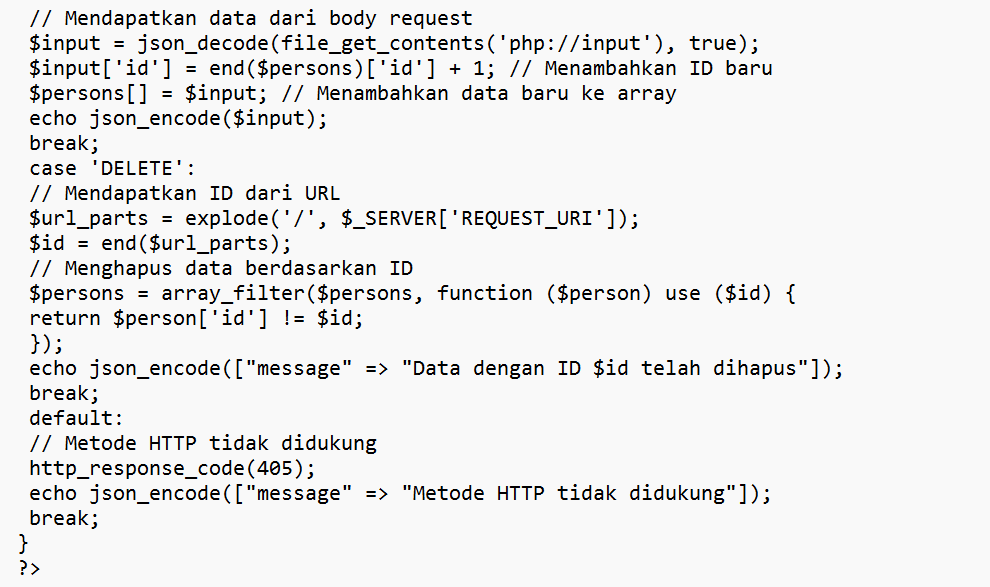 // Mendapatkan data dari body request
$input = json_decode(file_get_contents('php://input'), true);
$input['id'] = end($persons)['id'] + 1; // Menambahkan ID baru
$persons[] = $input; // Menambahkan data baru ke array
echo json_encode($input);
break;
case 'DELETE':
// Mendapatkan ID dari URL
$url_parts = explode('/', $_SERVER['REQUEST_URI']);
$id = end($url_parts);
// Menghapus data berdasarkan ID
$persons = array_filter($persons, function ($person) use ($id) {
return $person['id'] != $id;
});
echo json_encode(["message" => "Data dengan ID $id telah dihapus"]);
break;
default:
// Metode HTTP tidak didukung
http_response_code(405);
echo json_encode(["message" => "Metode HTTP tidak didukung"]);
break;
}
?>